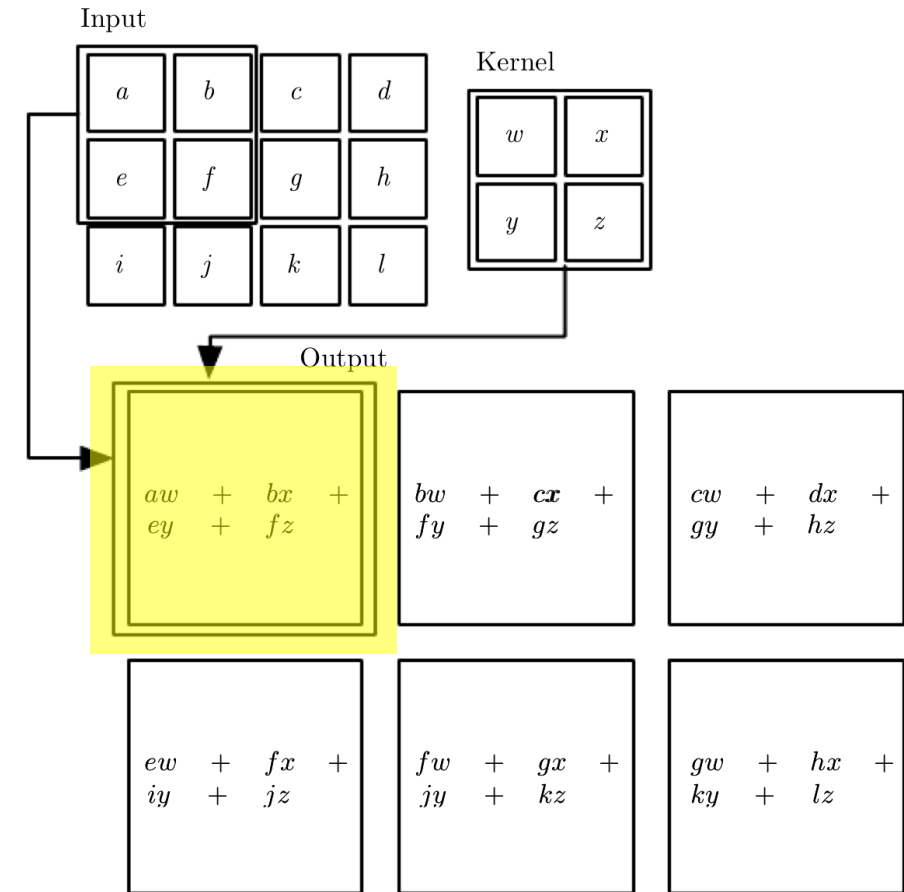 Input
Kernel
a b c d
w x
e f g h
y z
i j k l
Output
aw + bx +
ey + fz
bw + cx +
fy + gz
cw + dx +
gy + hz
ew + fx +
iy + jz
fw + gx +
jy + kz
gw + hx +
ky + lz